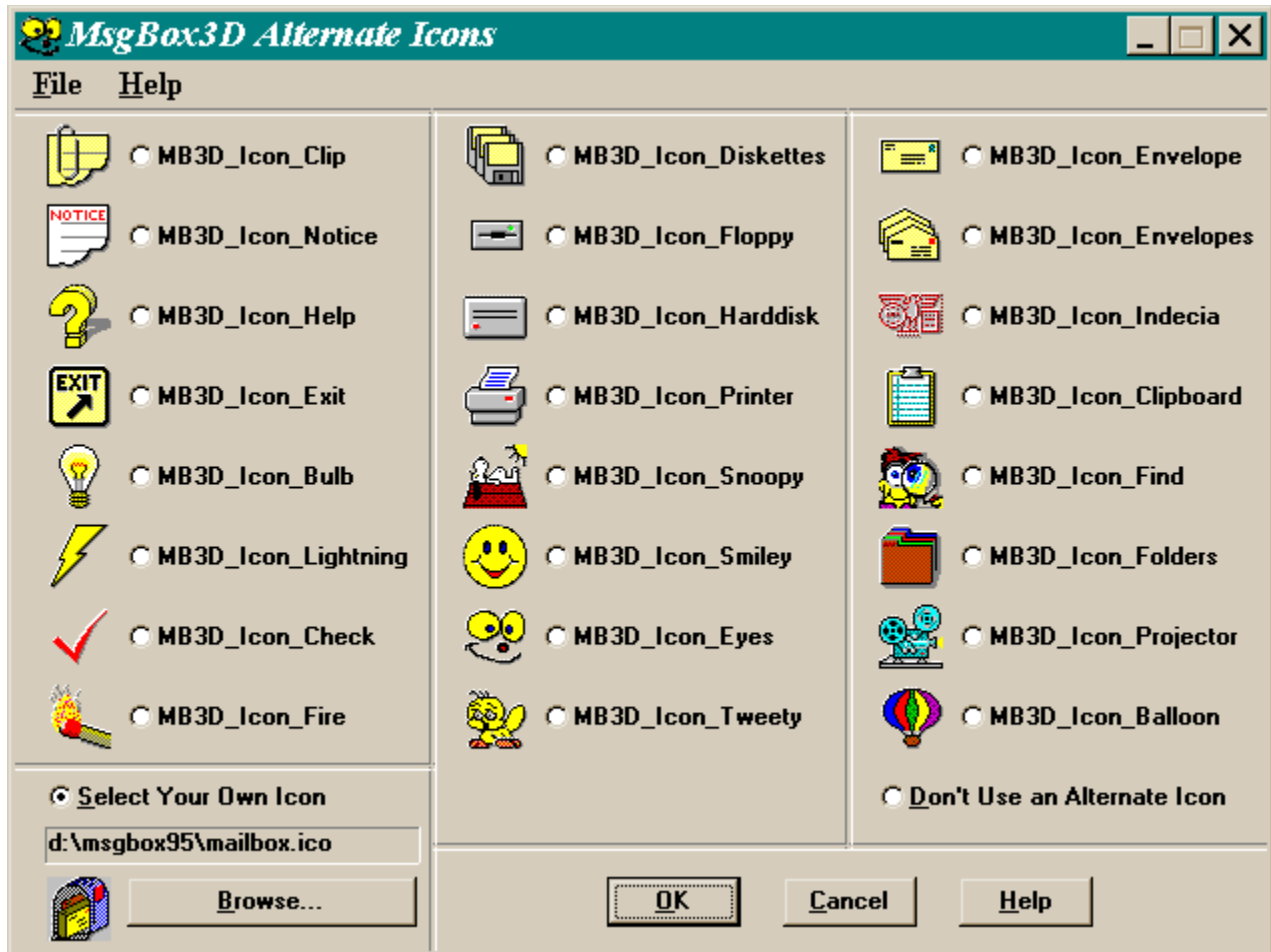 MsgBox3D Alternate Icons
File Help
MB3D_Icon_Clip
NOTICE
MB3D_Icon_Notice
MB3D_Icon_Help
EXIT
MB3D_Icon_Exit
MB3D_Icon_Bulb
MB3D_Icon_Lightning
MB3D_Icon_Check
MB3D_Icon_Fire
Select Your Own Icon
d:\msgbox95\mailbox.ico
Browse...
MB3D_Icon_Diskettes
MB3D_Icon_Floppy
MB3D_Icon_Harddisk
MB3D_Icon_Printer
MB3D_Icon_Snoopy
MB3D_Icon_Smiley
MB3D_Icon_Eyes
MB3D_Icon_Tweety
MB3D_Icon_Envelope
MB3D_Icon_Envelopes
MB3D_Icon_Indecia
MB3D_Icon_Clipboard
MB3D_Icon_Find
MB3D_Icon_Folders
MB3D_Icon_Projector
MB3D_Icon_Balloon
Don't Use an Alternate Icon
OK Cancel Help